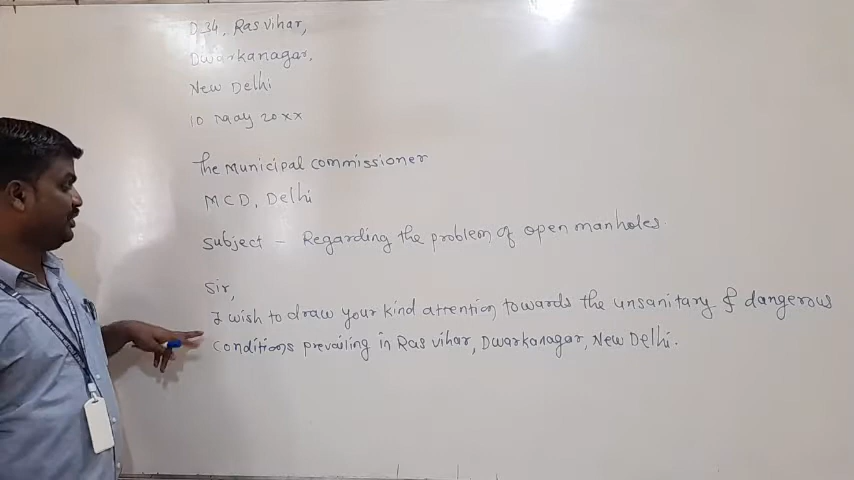 D 34, Ras vihar,
Dwarkanagar,
New Delhi
10 May 20xx
The Municipal commissioner
MCD, Delhi
subject - Regarding the problem of open manholes
Sir,
I wish to draw your kind attention towards the unsanitary & dangerous
conditions prevailing in Ras vihar, Dwarkanagar, New Delhi.